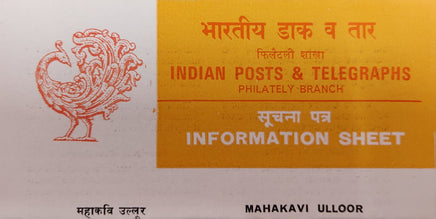 भारतीय डाक व तार
फिलैटली शाखा
INDIAN POSTS & TELEGRAPHS
PHILATELY BRANCH
सूचना पत्र
INFORMATION SHEET
महाकवि उल्लूर
MAHAKAVI ULLOOR